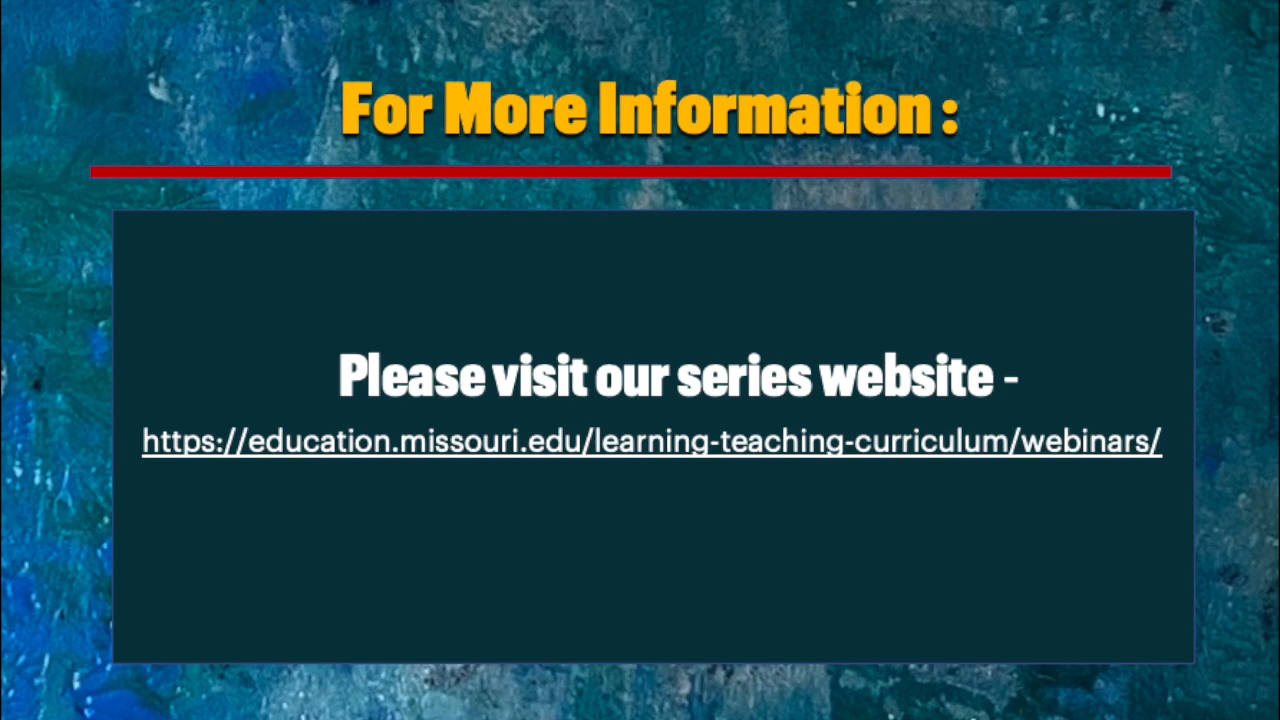 For More Information :
Please visit our series website -
https://education.missouri.edu/learning-teaching-curriculum/webinars/